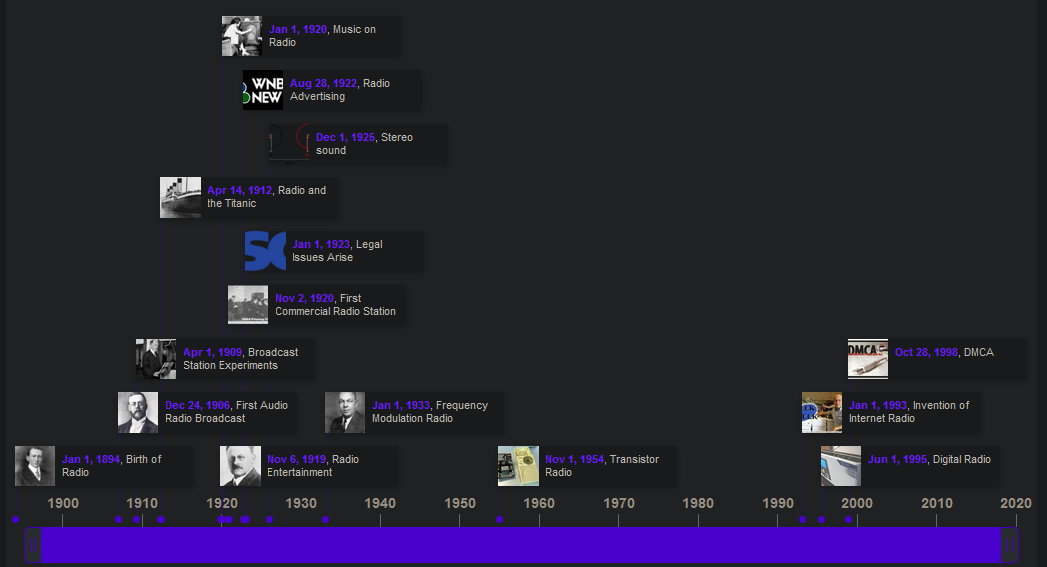 Jan 1, 1920, Music on
Radio
WNB
NEW
Aug 28, 1922, Radio
Advertising
Dec 1, 1925, Stereo
sound
Apr 14, 1912, Radio and
the Titanic
Jan 1, 1923, Legal
Issues Arise
Nov 2, 1920, First
Commercial Radio Station
Apr 1, 1909, Broadcast
Station Experiments
DMCA
Oct 28, 1998, DMCA
Dec 24, 1906, First Audio
Radio Broadcast
Jan 1, 1933, Frequency
Modulation Radio
Jan 1, 1993, Invention of
Internet Radio
Jan 1, 1894, Birth of
Radio
Nov 6, 1919, Radio
Entertainment
Nov 1, 1954, Transistor
Radio
Jun 1, 1995, Digital Radio
1900 1910 1920 1930 1940 1950 1960 1970 1980 1990 2000 2010 2020